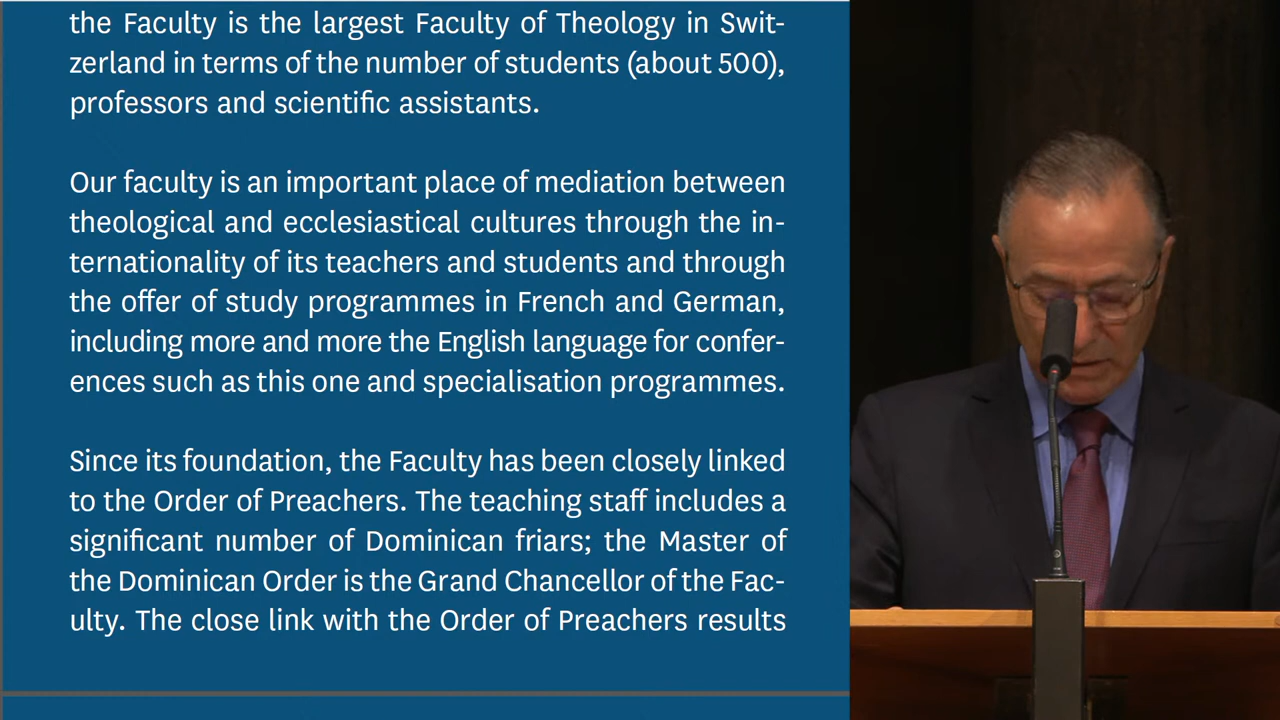 the Faculty is the largest Faculty of Theology in Swit-
zerland in terms of the number of students (about 500),
professors and scientific assistants.
Our faculty is an important place of mediation between
theological and ecclesiastical cultures through the in-
ternationality of its teachers and students and through
the offer of study programmes in French and German,
including more and more the English language for confer-
ences such as this one and specialisation programmes.
Since its foundation, the Faculty has been closely linked
to the Order of Preachers. The teaching staff includes a
significant number of Dominican friars; the Master of
the Dominican Order is the Grand Chancellor of the Fac-
ulty. The close link with the Order of Preachers results